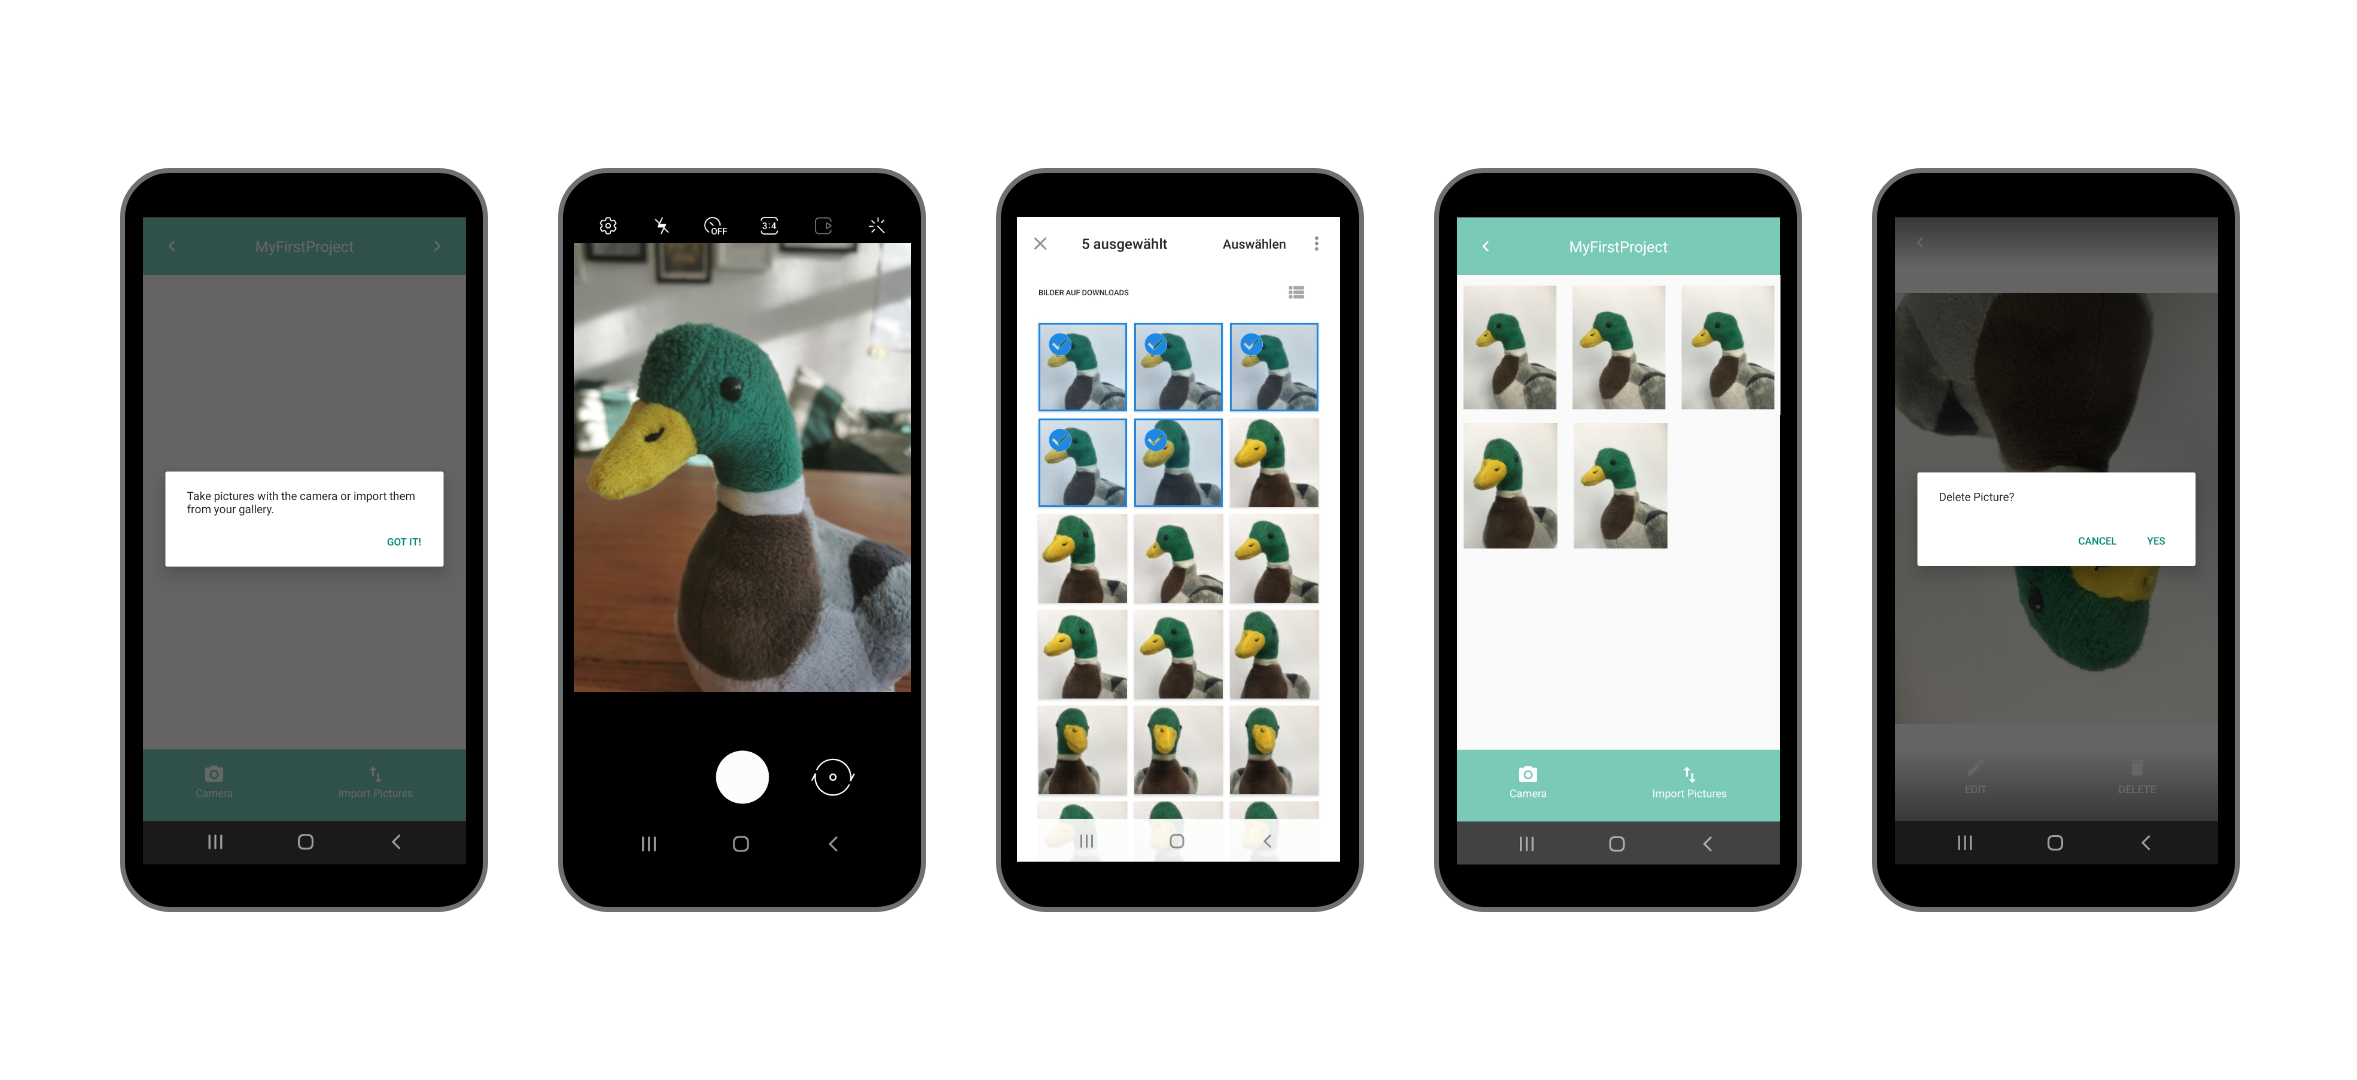 MyFirstProject
Take pictures with the camera or import them
from your gallery.
GOT IT!
Camera
Import Pictures
OFF
3:4
5 ausgewählt
Auswählen
BILDER AUF DOWNLOADS
MyFirstProject
Camera
Import Pictures
Delete Picture?
CANCEL
YES
EDIT
DELETE